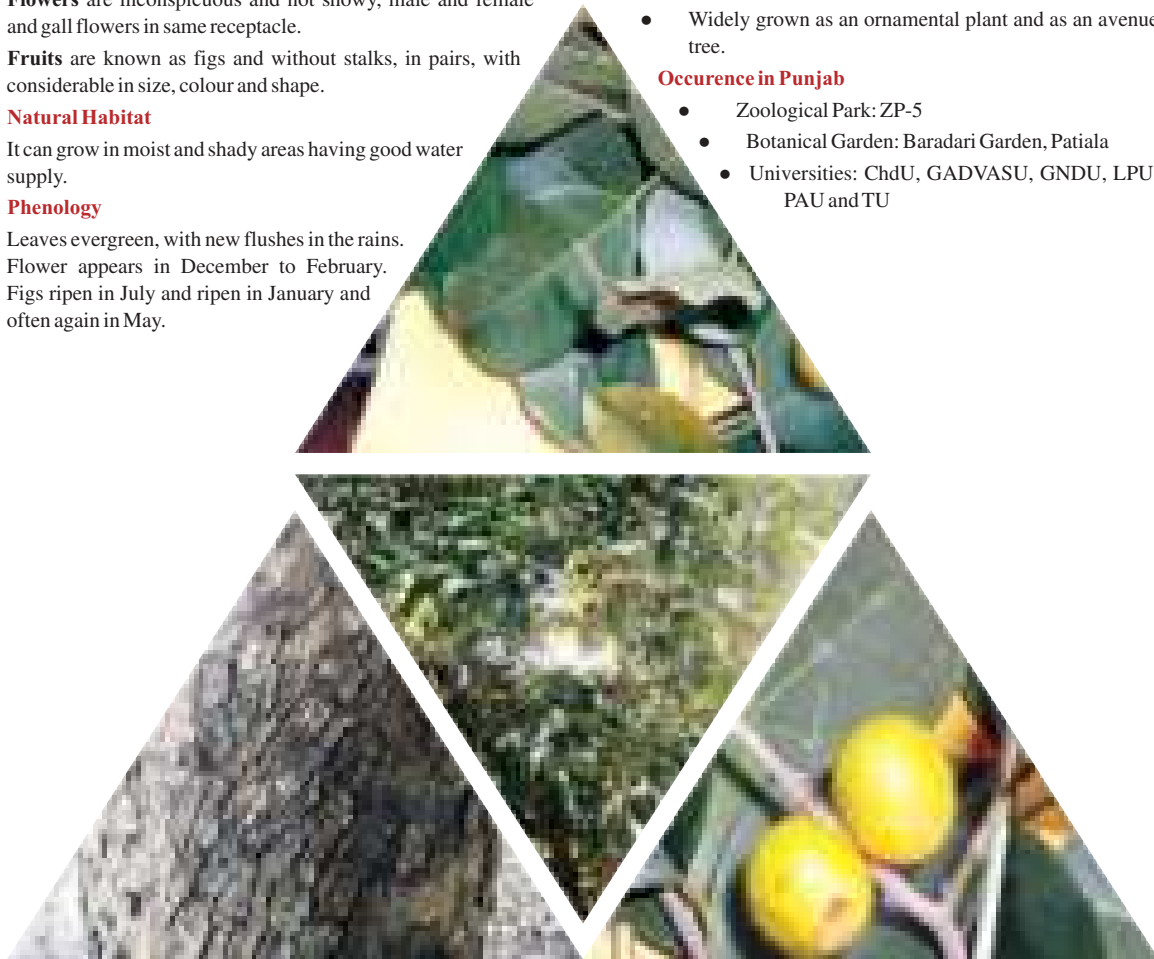 Flowers are inconspicuous and not showy, male and female
and gall flowers in same receptacle.
Fruits are known as figs and without stalks, in pairs, with
considerable in size, colour and shape.
Natural Habitat
It can grow in moist and shady areas having good water
supply.
Phenology
Leaves evergreen, with new flushes in the rains.
Flower appears in December to February.
Figs ripen in July and ripen in January and
often again in May.
● Widely grown as an ornamental plant and as an avenue
tree.
Occurence in Punjab
● Zoological Park: ZP-5
● Botanical Garden: Baradari Garden, Patiala
● Universities: ChdU, GADVASU, GNDU, LPU
PAU and TU